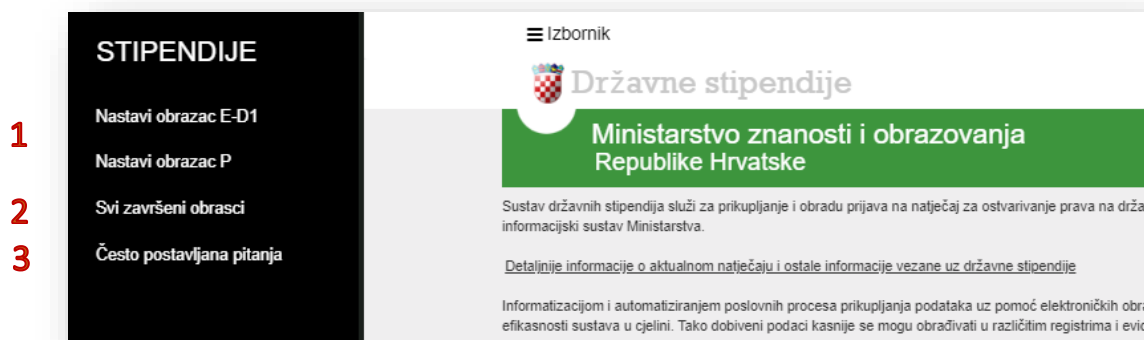 STIPENDIJE
1
Nastavi obrazac E-D1
Nastavi obrazac P
2
Svi završeni obrasci
3
Često postavljana pitanja
Izbornik
Državne stipendije
Ministarstvo znanosti i obrazovanja
Republike Hrvatske
Sustav državnih stipendija služi za prikupljanje i obradu prijava na natječaj za ostvarivanje prava na
informacijski sustav Ministarstva.
Detaljnije informacije o aktualnom natječaju i ostale informacije vezane uz državne stipendije
Informatizacijom i automatiziranjem poslovnih procesa prikupljanja podataka uz pomoć elektroničkih
efikasnosti sustava u cjelini. Tako dobiveni podaci kasnije se mogu obrađivati u različitim registrima i